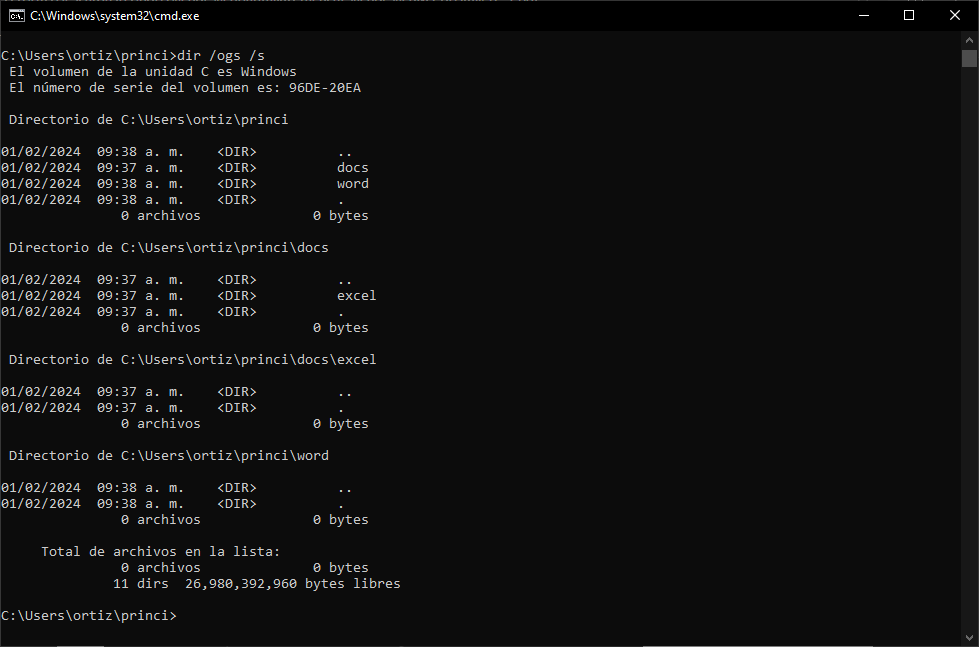 C:\Windows\system32\cmd.exe
C:\Users\ortiz\princi>dir /ogs /s
El volumen de la unidad C es Windows
El número de serie del volumen es: 96DE-20EA
Directorio de C:\Users\ortiz\princi
01/02/2024  09:38 a. m.    <DIR>          ..
01/02/2024  09:37 a. m.    <DIR>          docs
01/02/2024  09:38 a. m.    <DIR>          word
01/02/2024  09:38 a. m.    <DIR>          .
0 archivos              0 bytes
Directorio de C:\Users\ortiz\princi\docs
01/02/2024  09:37 a. m.    <DIR>          ..
01/02/2024  09:37 a. m.    <DIR>          excel
01/02/2024  09:37 a. m.    <DIR>          .
0 archivos              0 bytes
Directorio de C:\Users\ortiz\princi\docs\excel
01/02/2024  09:37 a. m.    <DIR>          ..
01/02/2024  09:37 a. m.    <DIR>          .
0 archivos              0 bytes
Directorio de C:\Users\ortiz\princi\word
01/02/2024  09:38 a. m.    <DIR>          ..
01/02/2024  09:38 a. m.    <DIR>          .
0 archivos              0 bytes
Total de archivos en la lista:
0 archivos              0 bytes
11 dirs  26,980,392,960 bytes libres
C:\Users\ortiz\princi>